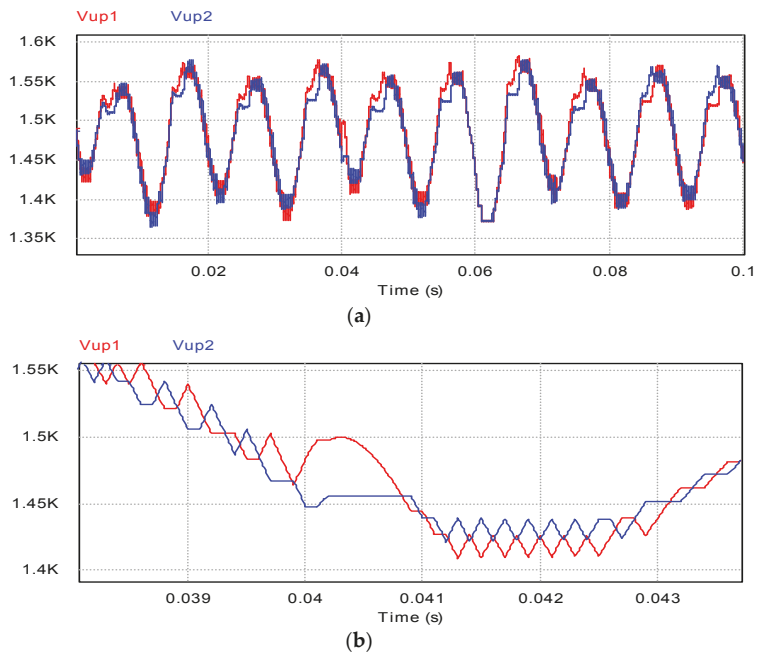 Vup1 Vup2
1.6K
1.55K
1.5K
1.45K
1.4K
1.35K
0.02 0.04 0.06 0.08 0.1
Time (s)
(a)
Vup1 Vup2
1.55K
1.5K
1.45K
1.4K
0.039 0.04 0.041 0.042 0.043
Time (s)
(b)